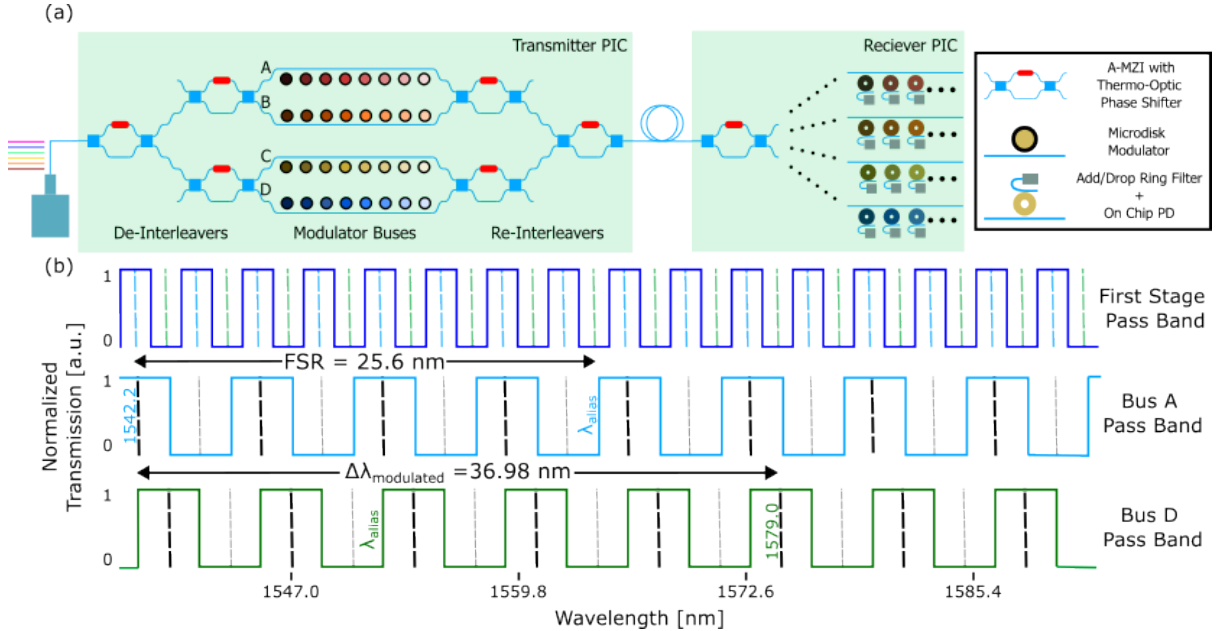 (a)
Transmitter PIC
Reciever PIC
A
B
C
D
De-Interleavers
Modulator Buses
Re-Interleavers
A-MZI with
Thermo-Optic
Phase Shifter
Microdisk
Modulator
Add/Drop Ring Filter
+
On Chip PD
(b)
Normalized
Transmission [a.u.]
1
0
First Stage
Pass Band
FSR = 25.6 nm
1
0
1542.2
λalias
Bus A
Pass Band
Δλmodulated =36.98 nm
1
0
λalias
1579.0
Bus D
Pass Band
1547.0
1559.8
1572.6
1585.4
Wavelength [nm]